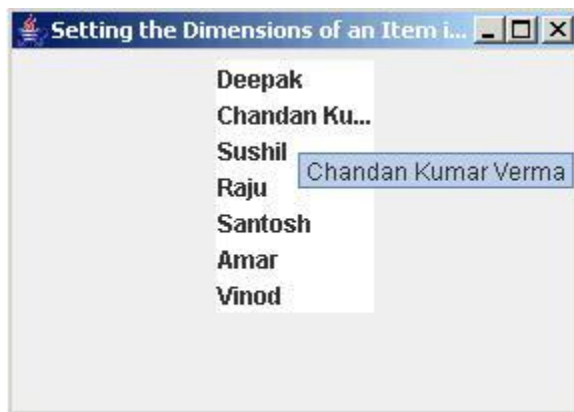 Setting the Dimensions of an Item i...
Deepak
Chandan Ku...
Sushil
Chandan Kumar Verma
Raju
Santosh
Amar
Vinod